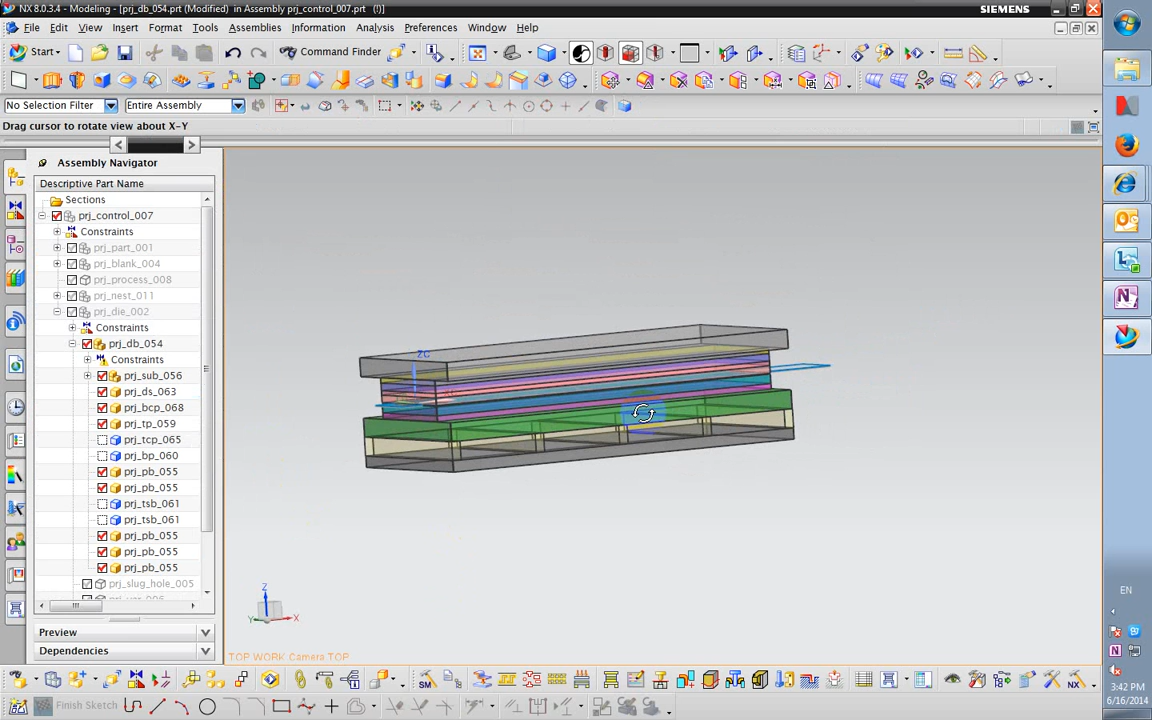 NX 8.0.3.4 - Modeling - [prj_db_054.prt (Modified)  in Assembly prj_control_007.prt  (!)]
SIEMENS
File Edit View Insert Format Tools Assemblies Information Analysis Preferences Window Help
Start
Command Finder
No Selection Filter
Entire Assembly
Drag cursor to rotate view about X-Y
Assembly Navigator
Descriptive Part Name
Sections
prj_control_007
Constraints
prj_part_001
prj_blank_004
prj_process_008
prj_nest_011
prj_die_002
Constraints
prj_db_054
Constraints
prj_sub_056
prj_ds_063
prj_bcp_068
prj_tp_059
prj_tcp_065
prj_bp_060
prj_pb_055
prj_pb_055
prj_tsb_061
prj_tsb_061
prj_pb_055
prj_pb_055
prj_pb_055
prj_slug_hole_005
Preview
Dependencies
ZC
Z
Y
X
TOP WORK Camera TOP
SM
NX
Finish Sketch
EN
3:42 PM
6/16/2014